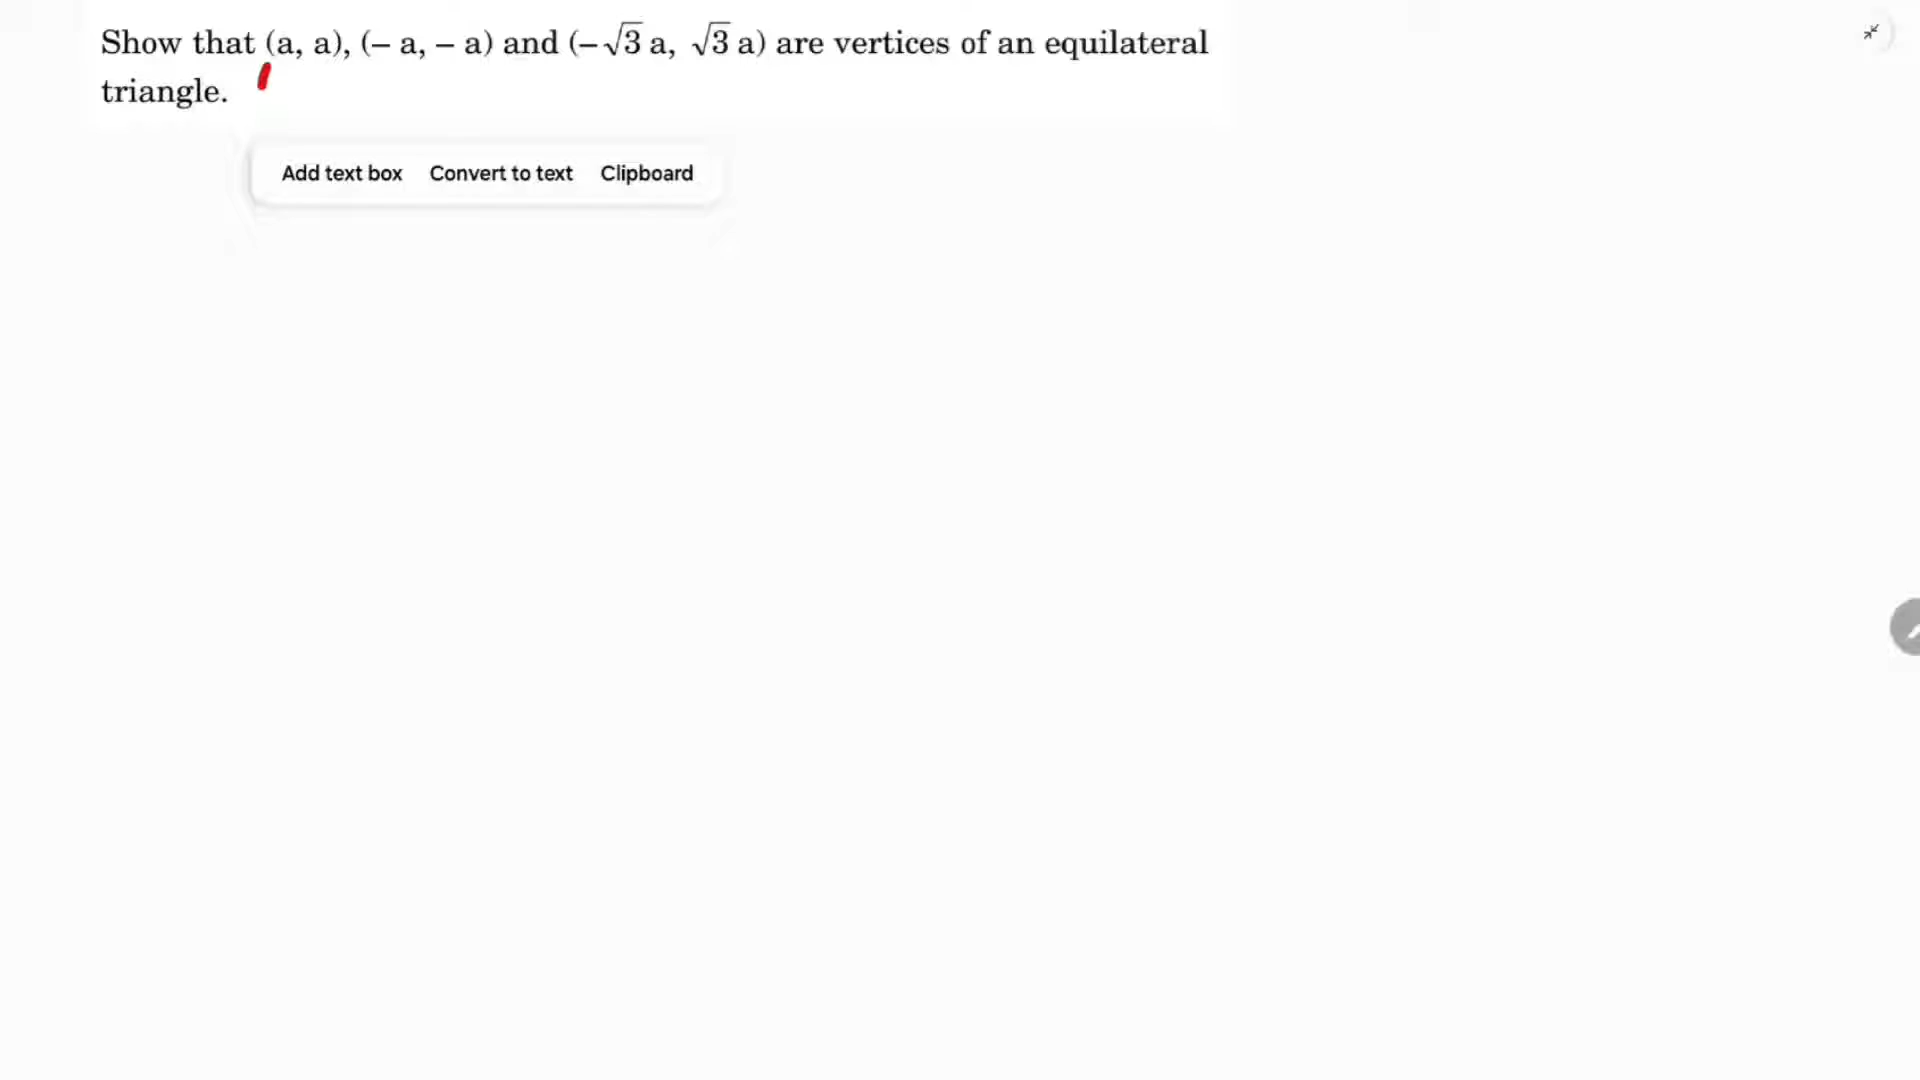 Show that (a, a), (– a, – a) and (–√3 a, √3 a) are vertices of an equilateral
triangle.
Add text box Convert to text Clipboard